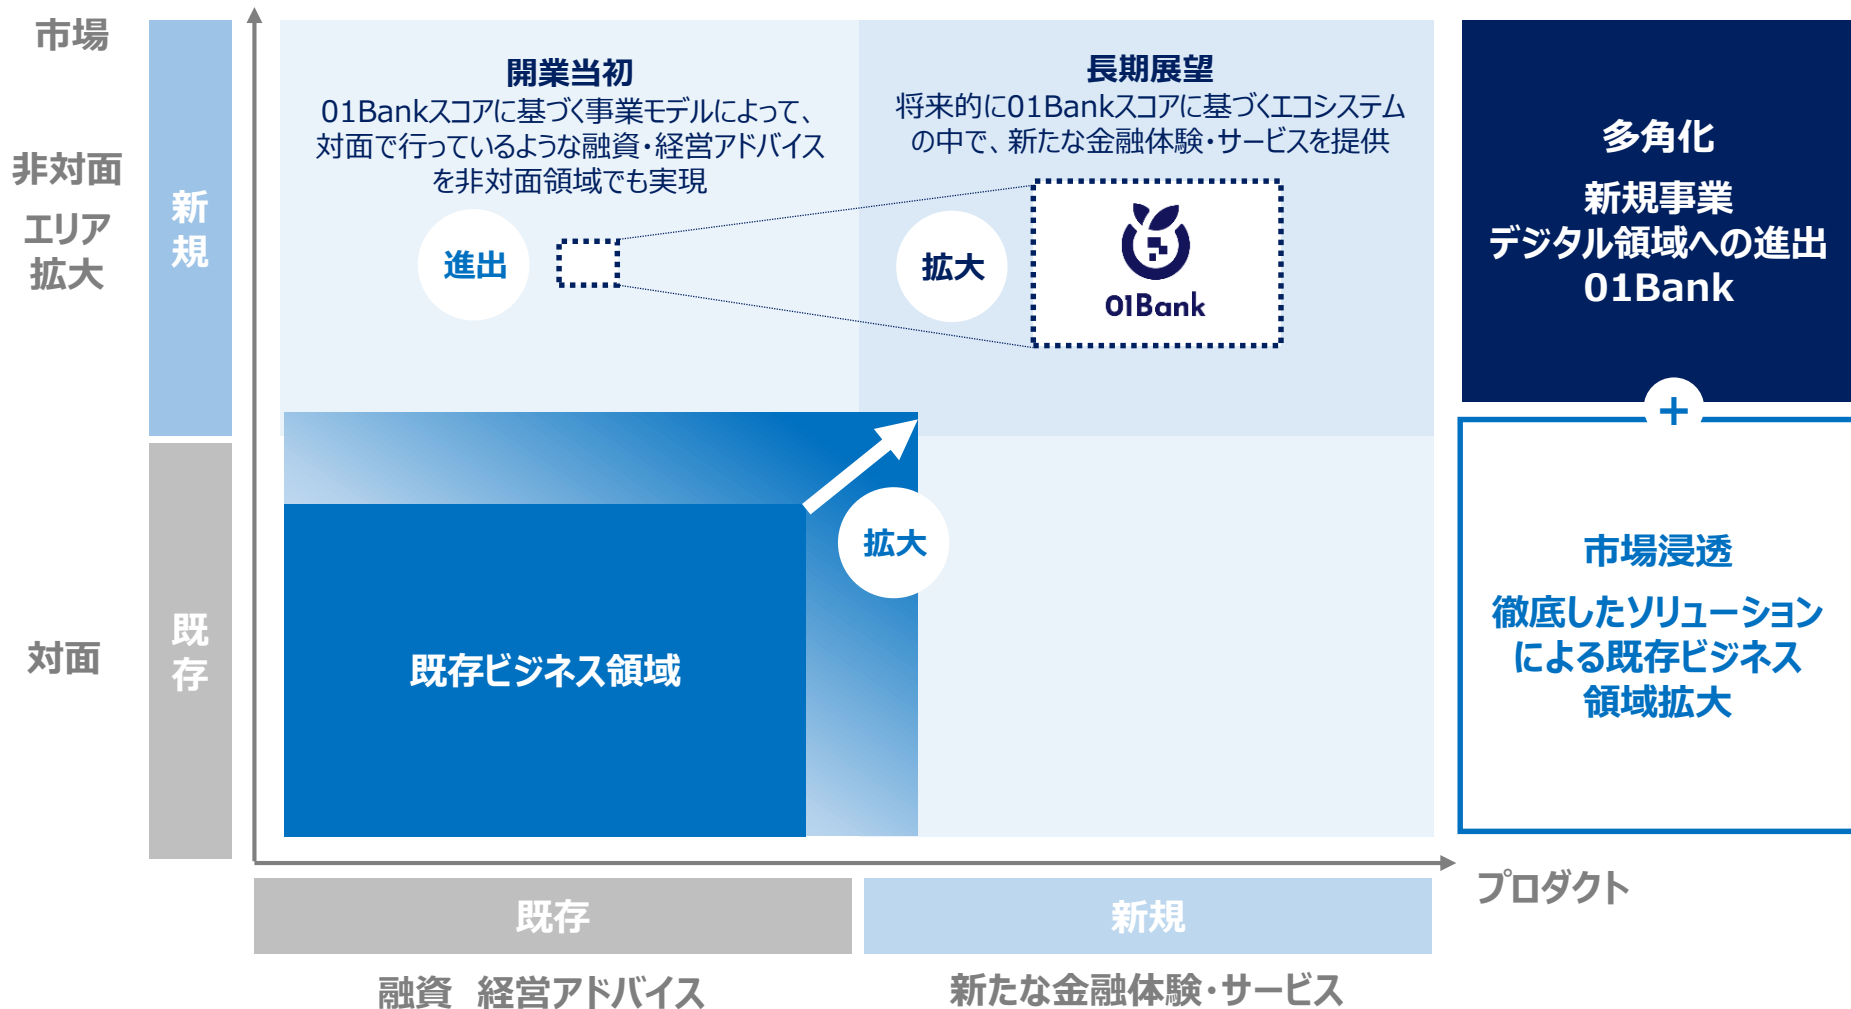 市場
非対面
エリア
拡大
対面
新規
既存
開業当初
01Bankスコアに基づく事業モデルによって、
対面で行っているような融資・経営アドバイス
を非対面領域でも実現
進出
長期展望
将来的に01Bankスコアに基づくエコシステム
の中で、新たな金融体験・サービスを提供
拡大
01Bank
拡大
既存ビジネス領域
多角化
新規事業
デジタル領域への進出
01Bank
+
市場浸透
徹底したソリューション
による既存ビジネス
領域拡大
プロダクト
既存
新規
融資 経営アドバイス
新たな金融体験・サービス